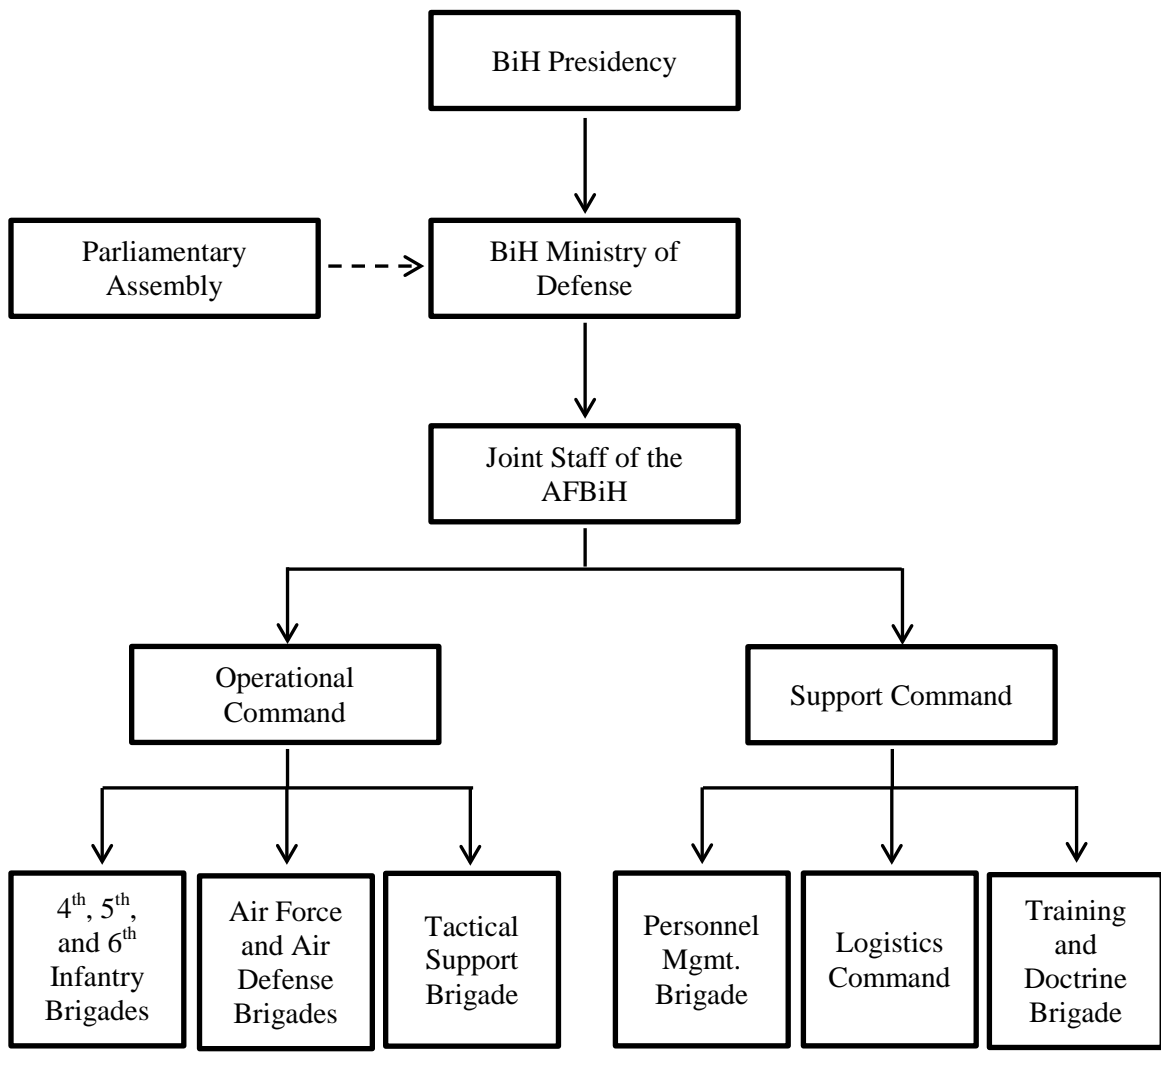 BiH Presidency
Parliamentary
Assembly
BiH Ministry of
Defense
Joint Staff of the
AFBiH
Operational
Command
Support Command
4th, 5th,
and 6th
Infantry
Brigades
Air Force
and Air
Defense
Brigades
Tactical
Support
Brigade
Personnel
Mgmt.
Brigade
Logistics
Command
Training
and
Doctrine
Brigade